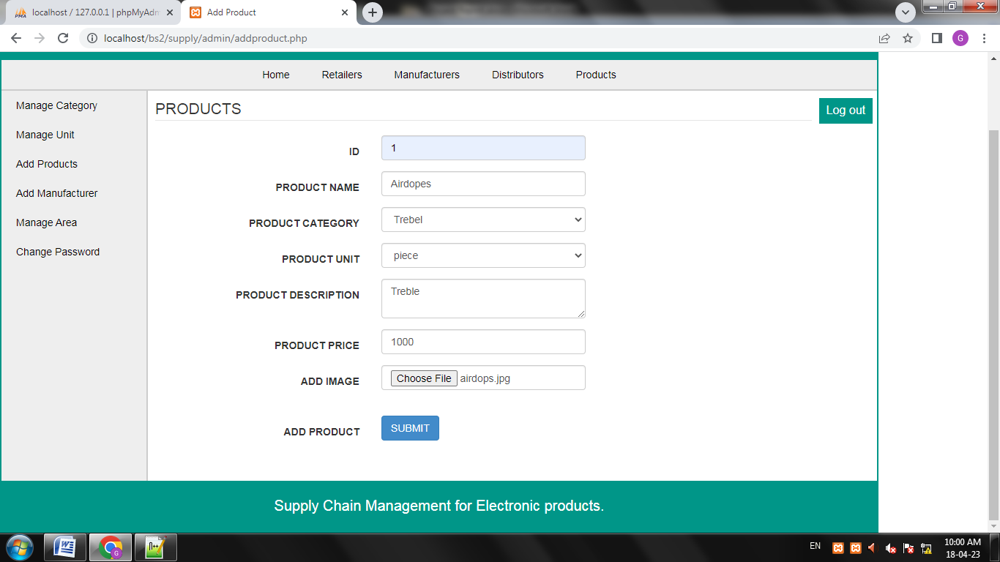 localhost / 127.0.0.1 | phpMyAdm
Add Product
localhost/bs2/supply/admin/addproduct.php
G
Home Retailers Manufacturers Distributors Products
Manage Category
Manage Unit
Add Products
Add Manufacturer
Manage Area
Change Password
PRODUCTS
Log out
ID 1
PRODUCT NAME Airdopes
PRODUCT CATEGORY Trebel
PRODUCT UNIT piece
PRODUCT DESCRIPTION Treble
PRODUCT PRICE 1000
ADD IMAGE Choose File airdops.jpg
ADD PRODUCT SUBMIT
Supply Chain Management for Electronic products.
EN
10:00 AM
18-04-23